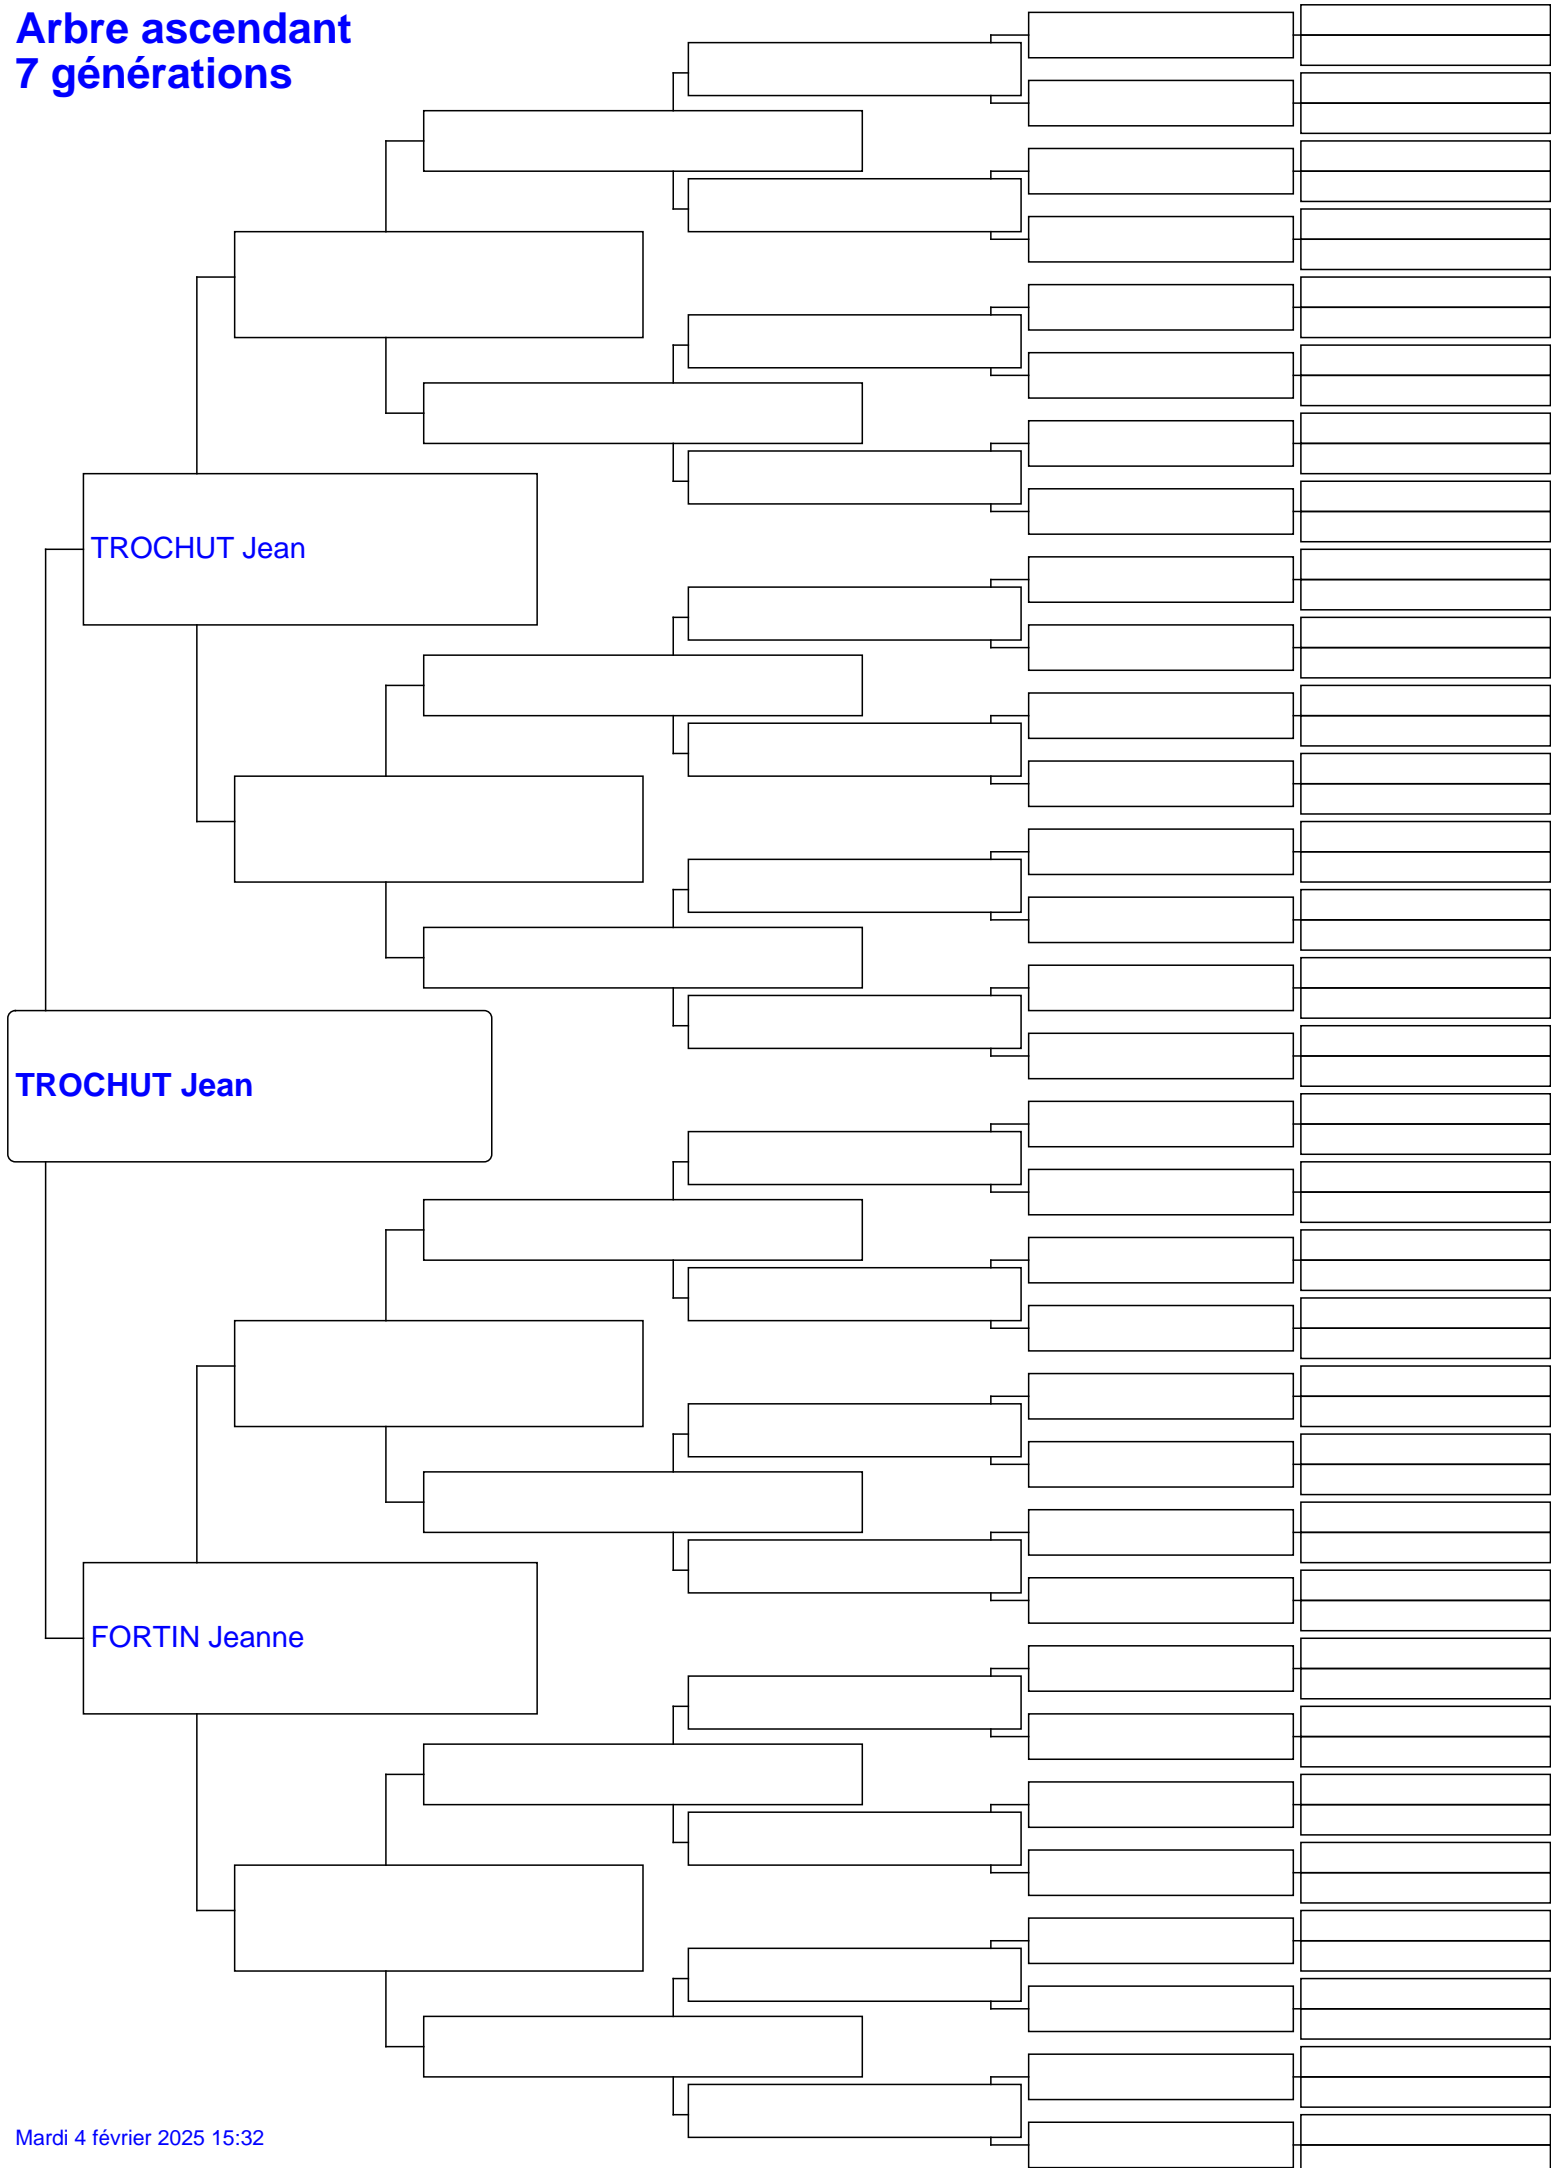 Arbre ascendant
7 générations
TROCHUT Jean
TROCHUT Jean
FORTIN Jeanne
Mardi 4 février 2025 15:32